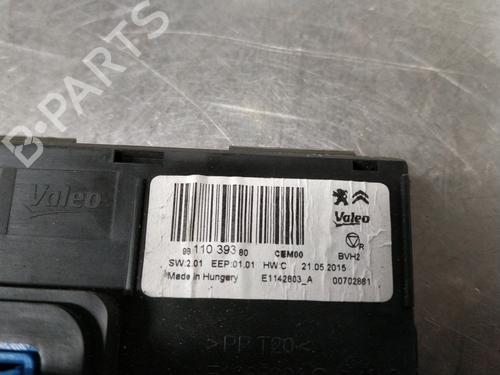 B-PARTS
Valeo
Valeo
98 110 393 80
CEM00
R
BVH2
SW:2.01 EEP:01.01 HW:C 21.05.2015
Made in Hungary E1142803_A 00702861
>PP T20<